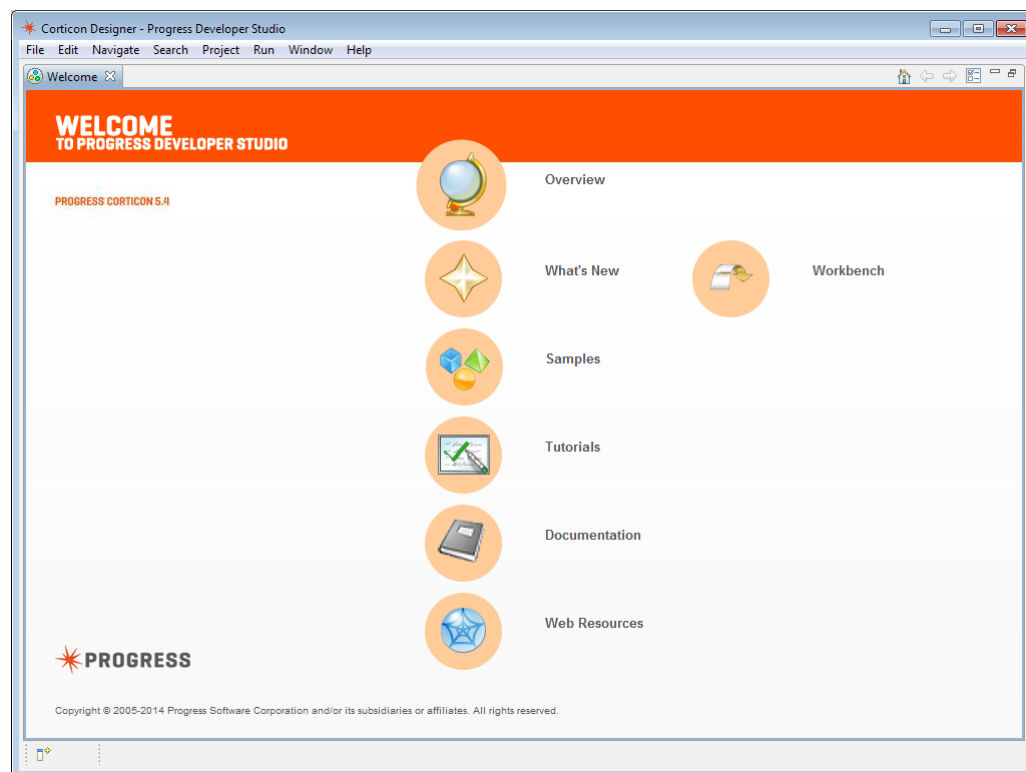 Corticon Designer - Progress Developer Studio
File Edit Navigate Search Project Run Window Help
Welcome
WELCOME
TO PROGRESS DEVELOPER STUDIO
PROGRESS CORTICON 5.4
Overview
What's New
Workbench
Samples
Tutorials
Documentation
Web Resources
PROGRESS
Copyright © 2005-2014 Progress Software Corporation and/or its subsidiaries or affiliates. All rights reserved.